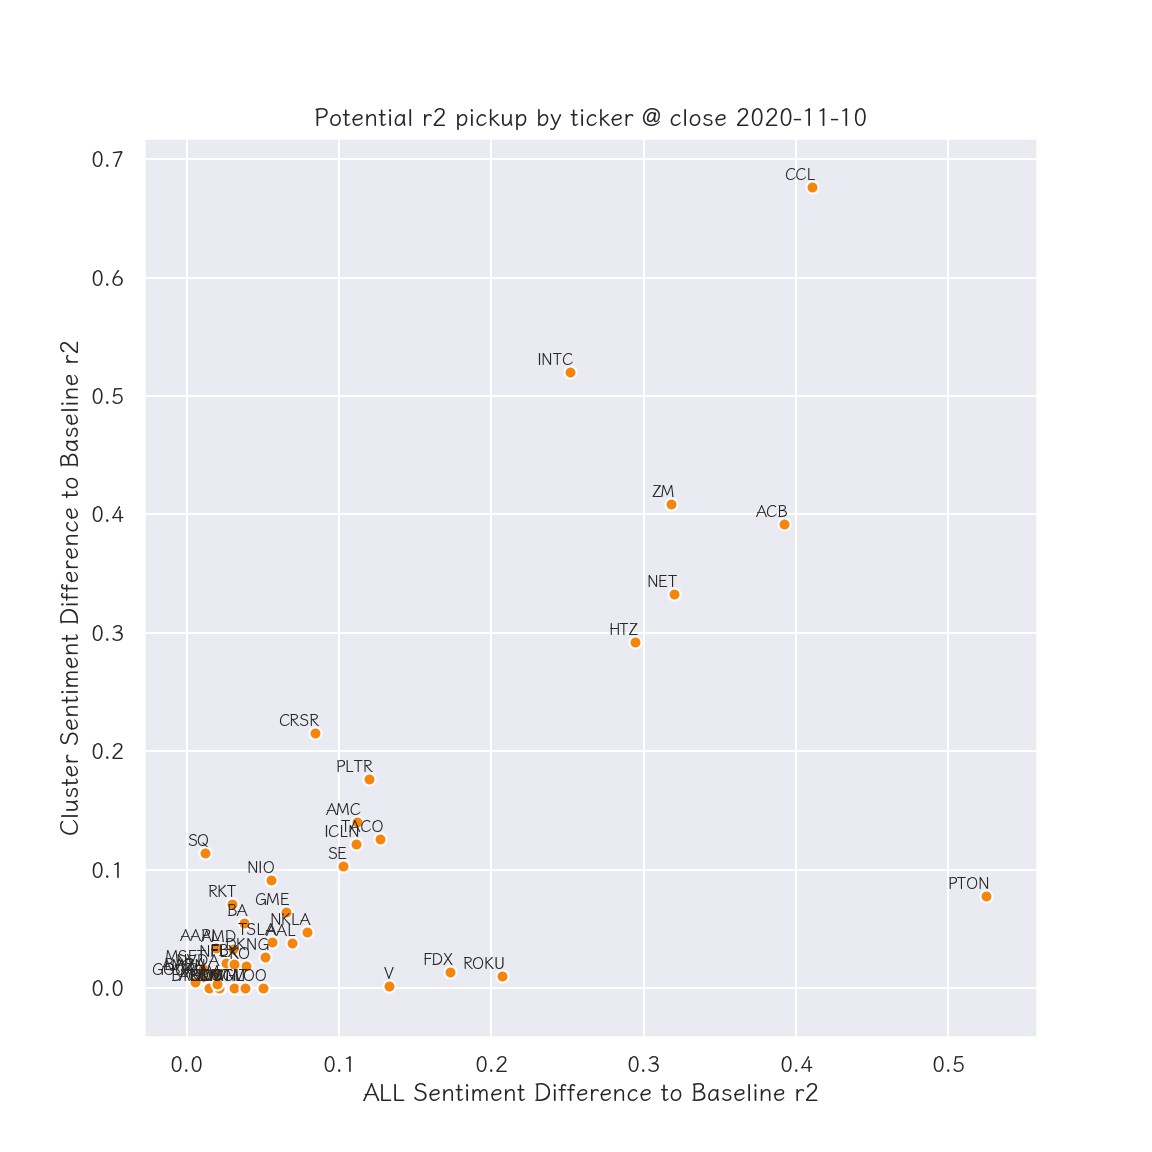 Potential r2 pickup by ticker @ close 2020-11-10
0.7
CCL
0.6
INTC
0.5
ZM
ACB
0.4
NET
HTZ
0.3
CRSR
0.2
PLTR
AMC
TACO
ICLN
SQ
SE
0.1
NIO
PTON
RKT
GME
BA
NKLA
TSLA
AAL
AAPL
AMD
DKNG
FDX
ROKU
V
0.0
Cluster Sentiment Difference to Baseline r2
0.0 0.1 0.2 0.3 0.4 0.5
ALL Sentiment Difference to Baseline r2